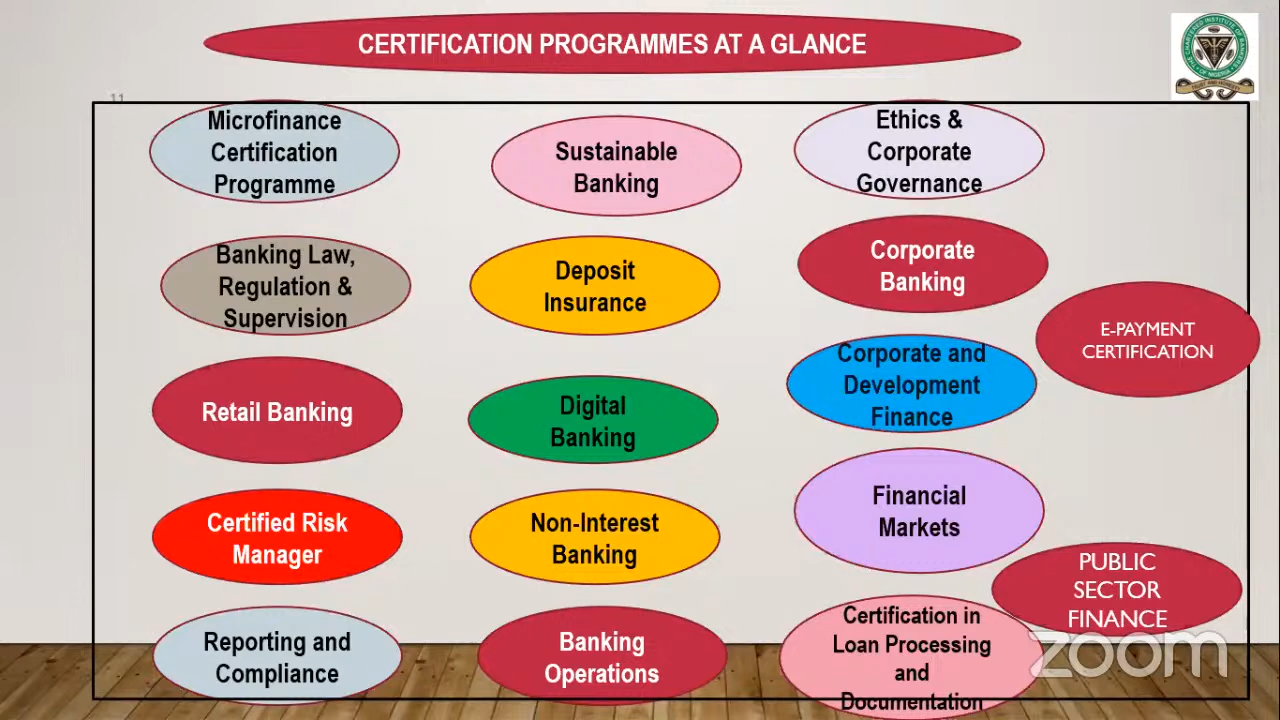 CERTIFICATION PROGRAMMES AT A GLANCE
11
Microfinance
Certification
Programme
Sustainable
Banking
Ethics &
Corporate
Governance
Banking Law,
Regulation &
Supervision
Deposit
Insurance
Corporate
Banking
E-PAYMENT
CERTIFICATION
Retail Banking
Digital
Banking
Corporate and
Development
Finance
Certified Risk
Manager
Non-Interest
Banking
Financial
Markets
PUBLIC
SECTOR
FINANCE
Reporting and
Compliance
Banking
Operations
Certification in
Loan Processing
and
Documentation
zoom